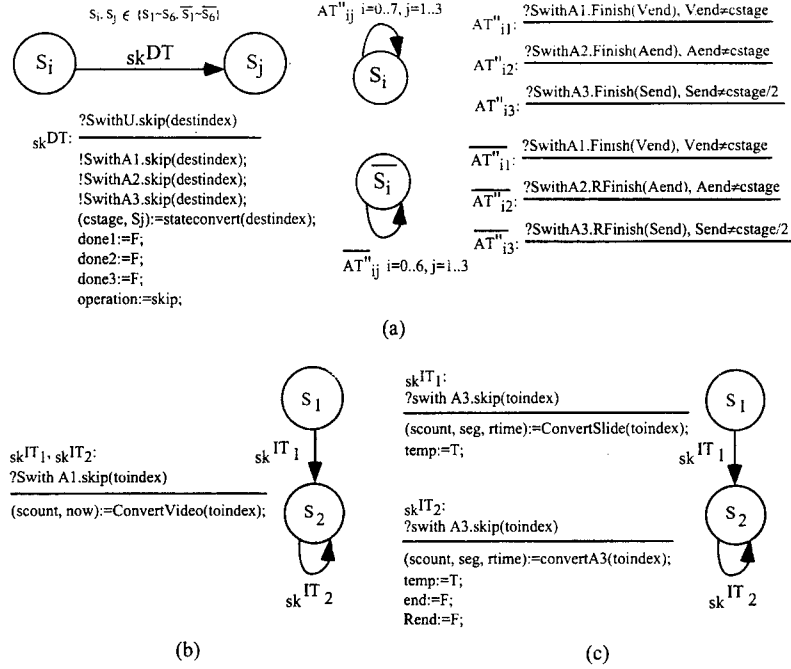 Si, Sj ∈ {S1~S6, S̅1~S̅6}
Si
skDT
Sj
?SwithU.skip(destindex)
skDT:
!SwithA1.skip(destindex);
!SwithA2.skip(destindex);
!SwithA3.skip(destindex);
(cstage, Sj):=stateconvert(destindex);
done1:=F;
done2:=F;
done3:=F;
operation:=skip;
AT"ij i=0..7, j=1..3
Si
S̅i
A̅T̅"ij i=0..6, j=1..3
AT"i1: ?SwithA1.Finish(Vend), Vend≠cstage
AT"i2: ?SwithA2.Finish(Aend), Aend≠cstage
AT"i3: ?SwithA3.Finish(Send), Send≠cstage/2
A̅T̅"i1: ?SwithA1.Finish(Vend), Vend≠cstage
A̅T̅"i2: ?SwithA2.RFinish(Aend), Aend≠cstage
A̅T̅"i3: ?SwithA3.RFinish(Send), Send≠cstage/2
(a)
S1
skIT1
skIT1, skIT2:
?Swith A1.skip(toindex)
(scount, now):=ConvertVideo(toindex);
S2
skIT2
(b)
skIT1:
?swith A3.skip(toindex)
(scount, seg, rtime):=ConvertSlide(toindex);
temp:=T;
S1
skIT1
skIT2:
?swith A3.skip(toindex)
(scount, seg, rtime):=convertA3(toindex);
temp:=T;
end:=F;
Rend:=F;
S2
skIT2
(c)